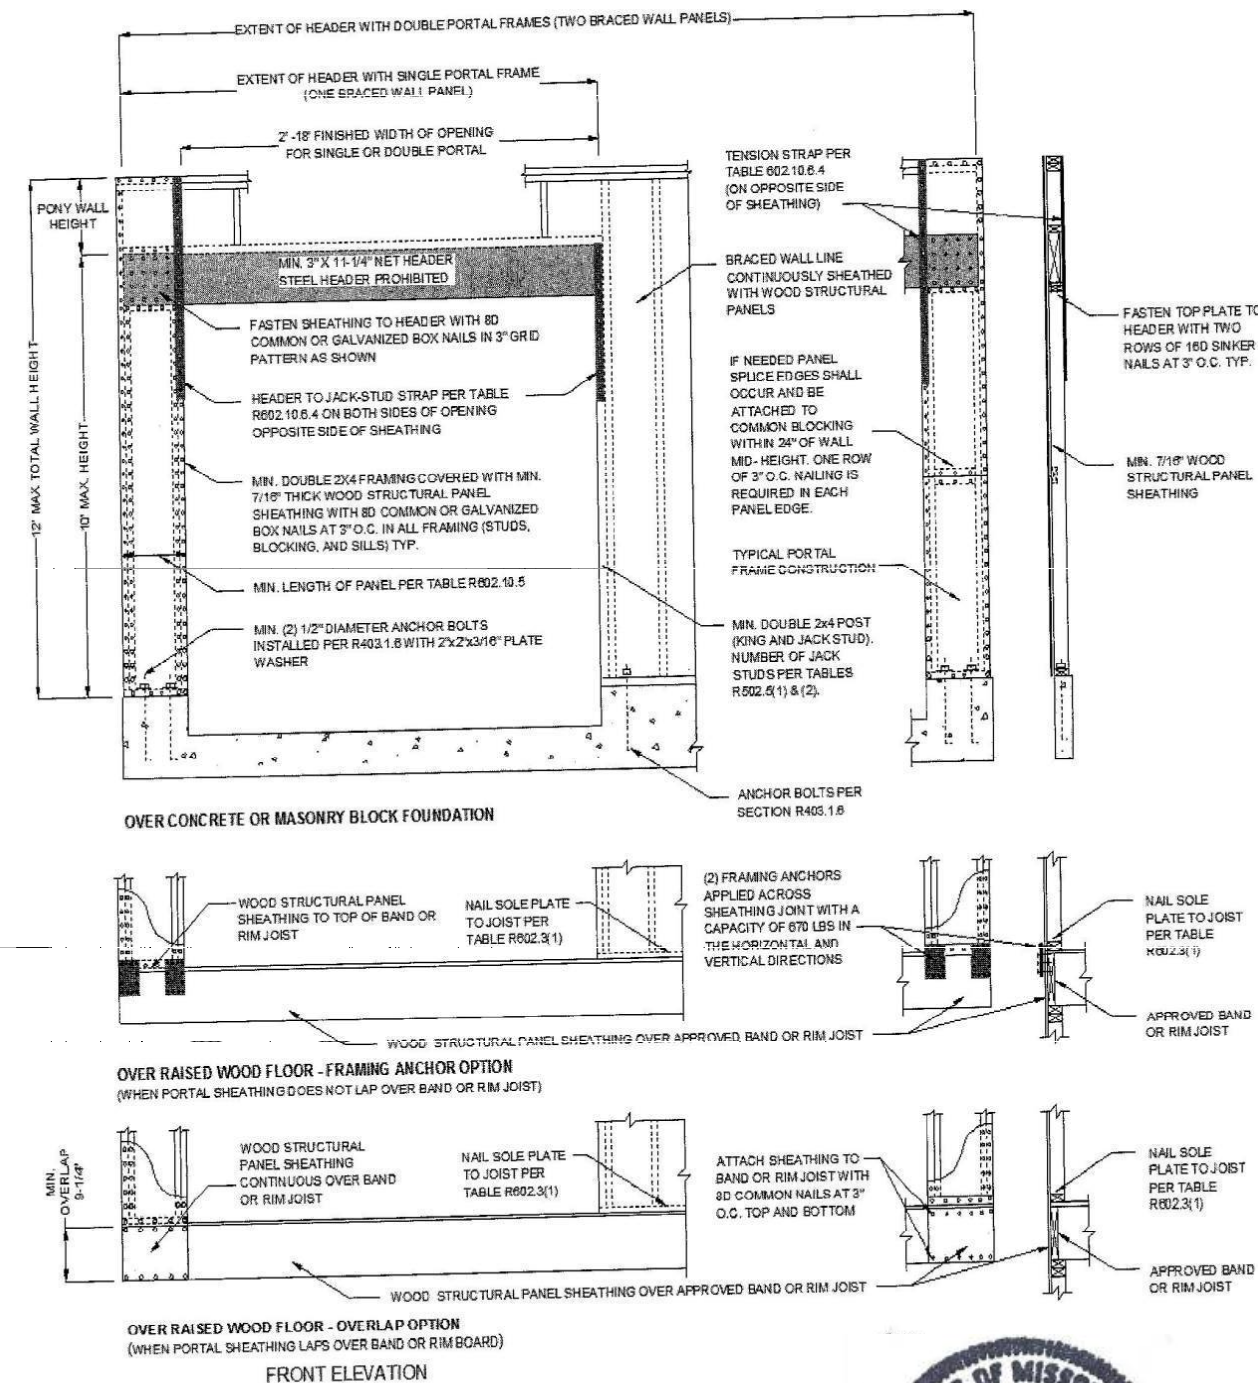 EXTENT OF HEADER WITH DOUBLE PORTAL FRAMES (TWO BRACED WALL PANELS)
EXTENT OF HEADER WITH SINGLE PORTAL FRAME
(ONE BRACED WALL PANEL)
2' -18' FINISHED WIDTH OF OPENING
FOR SINGLE OR DOUBLE PORTAL
TENSION STRAP PER
TABLE 602.10.6.4
(ON OPPOSITE SIDE
OF SHEATHING)
PONY WALL
HEIGHT
12' MAX TOTAL WALL HEIGHT
10' MAX. HEIGHT
MIN. 3" X 11-1/4" NET HEADER
STEEL HEADER PROHIBITED
BRACED WALL LINE
CONTINUOUSLY SHEATHED
WITH WOOD STRUCTURAL
PANELS
FASTEN TOP PLATE TO
HEADER WITH TWO
ROWS OF 16D SINKER
NAILS AT 3" O.C. TYP.
FASTEN SHEATHING TO HEADER WITH 8D
COMMON OR GALVANIZED BOX NAILS IN 3" GRID
PATTERN AS SHOWN
HEADER TO JACK-STUD STRAP PER TABLE
R602.10.6.4 ON BOTH SIDES OF OPENING
OPPOSITE SIDE OF SHEATHING
IF NEEDED PANEL
SPLICE EDGES SHALL
OCCUR AND BE
ATTACHED TO
COMMON BLOCKING
WITHIN 24" OF WALL
MID- HEIGHT. ONE ROW
OF 3" O.C. NAILING IS
REQUIRED IN EACH
PANEL EDGE.
MIN. 7/16" WOOD
STRUCTURAL PANEL
SHEATHING
MIN. DOUBLE 2X4 FRAMING COVERED WITH MIN.
7/16" THICK WOOD STRUCTURAL PANEL
SHEATHING WITH 8D COMMON OR GALVANIZED
BOX NAILS AT 3" O.C. IN ALL FRAMING (STUDS,
BLOCKING, AND SILLS) TYP.
TYPICAL PORTAL
FRAME CONSTRUCTION
MIN. LENGTH OF PANEL PER TABLE R602.10.5
MIN. (2) 1/2" DIAMETER ANCHOR BOLTS
INSTALLED PER R403.1.6 WITH 2"x2"x3/16" PLATE
WASHER
MIN. DOUBLE 2x4 POST
(KING AND JACK STUD).
NUMBER OF JACK
STUDS PER TABLES
R502.5(1) & (2).
ANCHOR BOLTS PER
SECTION R403.1.6
OVER CONCRETE OR MASONRY BLOCK FOUNDATION
WOOD STRUCTURAL PANEL
SHEATHING TO TOP OF BAND OR
RIM JOIST
NAIL SOLE PLATE
TO JOIST PER
TABLE R602.3(1)
(2) FRAMING ANCHORS
APPLIED ACROSS
SHEATHING JOINT WITH A
CAPACITY OF 670 LBS IN
THE HORIZONTAL AND
VERTICAL DIRECTIONS
NAIL SOLE
PLATE TO JOIST
PER TABLE
R602.3(1)
APPROVED BAND
OR RIM JOIST
WOOD STRUCTURAL PANEL SHEATHING OVER APPROVED BAND OR RIM JOIST
OVER RAISED WOOD FLOOR - FRAMING ANCHOR OPTION
(WHEN PORTAL SHEATHING DOES NOT LAP OVER BAND OR RIM JOIST)
MIN.
OVERLAP
9-1/4"
WOOD STRUCTURAL
PANEL SHEATHING
CONTINUOUS OVER BAND
OR RIM JOIST
NAIL SOLE PLATE
TO JOIST PER
TABLE R602.3(1)
ATTACH SHEATHING TO
BAND OR RIM JOIST WITH
8D COMMON NAILS AT 3"
O.C. TOP AND BOTTOM
NAIL SOLE
PLATE TO JOIST
PER TABLE
R602.3(1)
APPROVED BAND
OR RIM JOIST
WOOD STRUCTURAL PANEL SHEATHING OVER APPROVED BAND OR RIM JOIST
OVER RAISED WOOD FLOOR - OVERLAP OPTION
(WHEN PORTAL SHEATHING LAPS OVER BAND OR RIM BOARD)
FRONT ELEVATION
OF MISSO